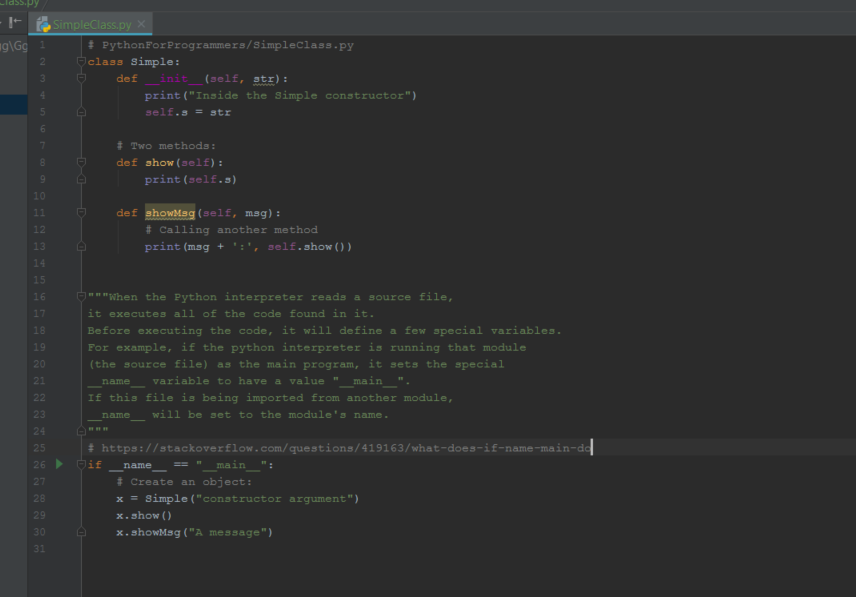 SimpleClass.py
1 # PythonForProgrammers/SimpleClass.py
2 class Simple:
3     def __init__(self, str):
4         print("Inside the Simple constructor")
5         self.s = str
6
7     # Two methods:
8     def show(self):
9         print(self.s)
10
11     def showMsg(self, msg):
12         # Calling another method
13         print(msg + ':', self.show())
14
15
16 """When the Python interpreter reads a source file,
17 it executes all of the code found in it.
18 Before executing the code, it will define a few special variables.
19 For example, if the python interpreter is running that module
20 (the source file) as the main program, it sets the special
21 __name__ variable to have a value "__main__".
22 If this file is being imported from another module,
23 __name__ will be set to the module's name.
24 """
25 # https://stackoverflow.com/questions/419163/what-does-if-name-main-do
26 if __name__ == "__main__":
27     # Create an object:
28     x = Simple("constructor argument")
29     x.show()
30     x.showMsg("A message")
31